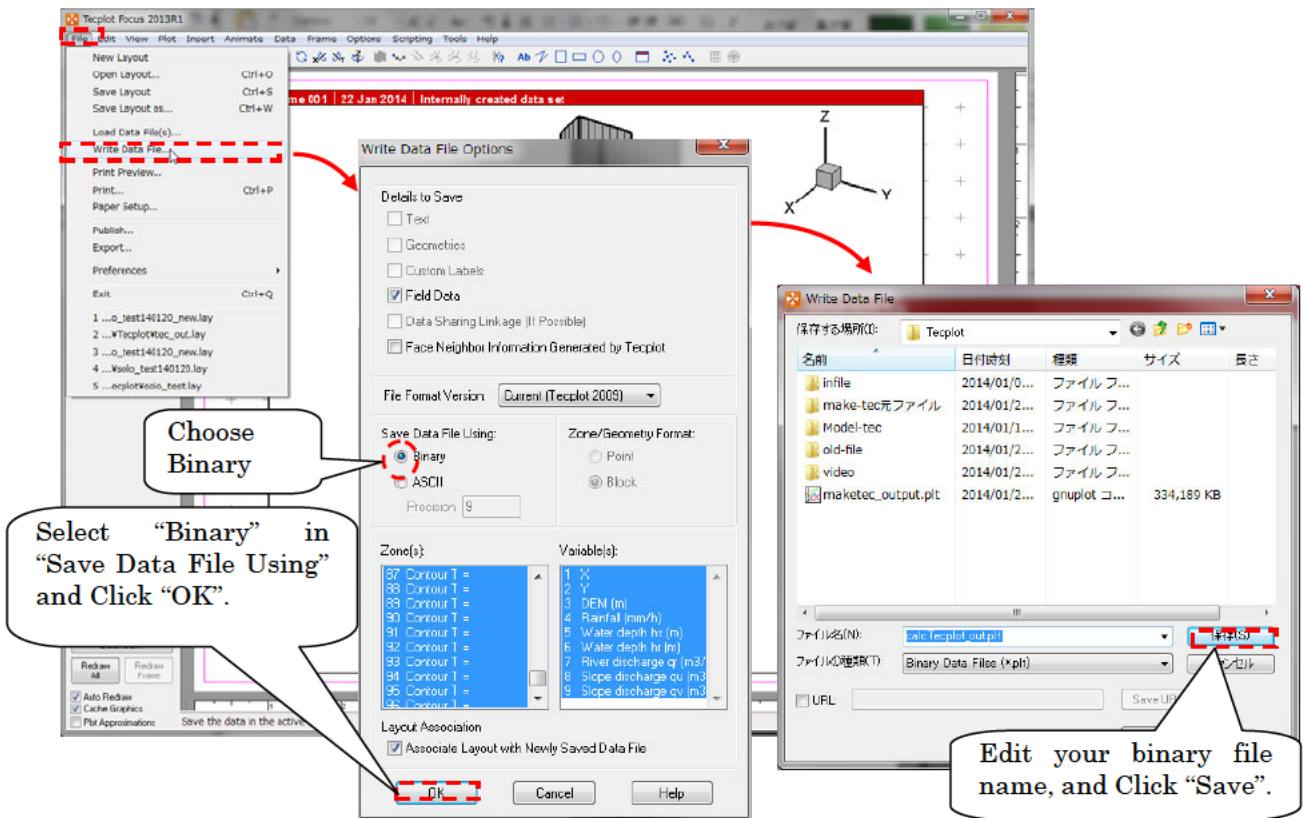 Tecplot Focus 2013R1
File Edit View Plot Insert Animate Data Frame Options Scripting Tools Help
New Layout
Open Layout... Ctrl+O
Save Layout Ctrl+S
Save Layout as... Ctrl+W
Load Data File(s)...
Write Data File...
Print Preview...
Print... Ctrl+P
Paper Setup...
Publish...
Export...
Preferences
Exit Ctrl+Q
1 ...o_test140120_new.lay
2 ...¥Tecplot¥tec_out.lay
3 ...o_test140120_new.lay
4 ...¥solo_test140120.lay
5 ...ecplot¥solo_test.lay
me 001 | 22 Jan 2014 | Internally created data set
Z
Y
X
Write Data File Options
Details to Save
Text
Geometries
Custom Labels
Field Data
Data Sharing Linkage (If Possible)
Face Neighbor Information Generated by Tecplot
File Format Version: Current (Tecplot 2009)
Save Data File Using:
Binary
ASCII
Precision 9
Zone/Geometry Format:
Point
Block
Zone(s):
87 Contour T =
88 Contour T =
89 Contour T =
90 Contour T =
91 Contour T =
92 Contour T =
93 Contour T =
94 Contour T =
95 Contour T =
96 Contour T =
Variable(s):
1 X
2 Y
3 DEM (m)
4 Rainfall (mm/h)
5 Water depth hs (m)
6 Water depth hr (m)
7 River discharge qr (m3/
8 Slope discharge qu (m3
9 Slope discharge qv (m3
Layout Association
Associate Layout with Newly Saved Data File
OK Cancel Help
Choose
Binary
Select “Binary” in
“Save Data File Using”
and Click “OK”.
Redraw All
Redraw Frame
Auto Redraw
Cache Graphics
Plot Approximations
Save the data in the active
Write Data File
保存する場所(I): Tecplot
名前 日付時刻 種類 サイズ 長さ
infile 2014/01/0... ファイル フ...
make-tec元ファイル 2014/01/2... ファイル フ...
Model-tec 2014/01/1... ファイル フ...
old-file 2014/01/2... ファイル フ...
video 2014/01/2... ファイル フ...
maketec_output.plt 2014/01/2... gnuplot コ... 334,189 KB
ファイル名(N): calcTecplot_out.plt 保存(S)
ファイルの種類(T): Binary Data Files (*.plt)
URL:
Edit your binary file
name, and Click “Save”.